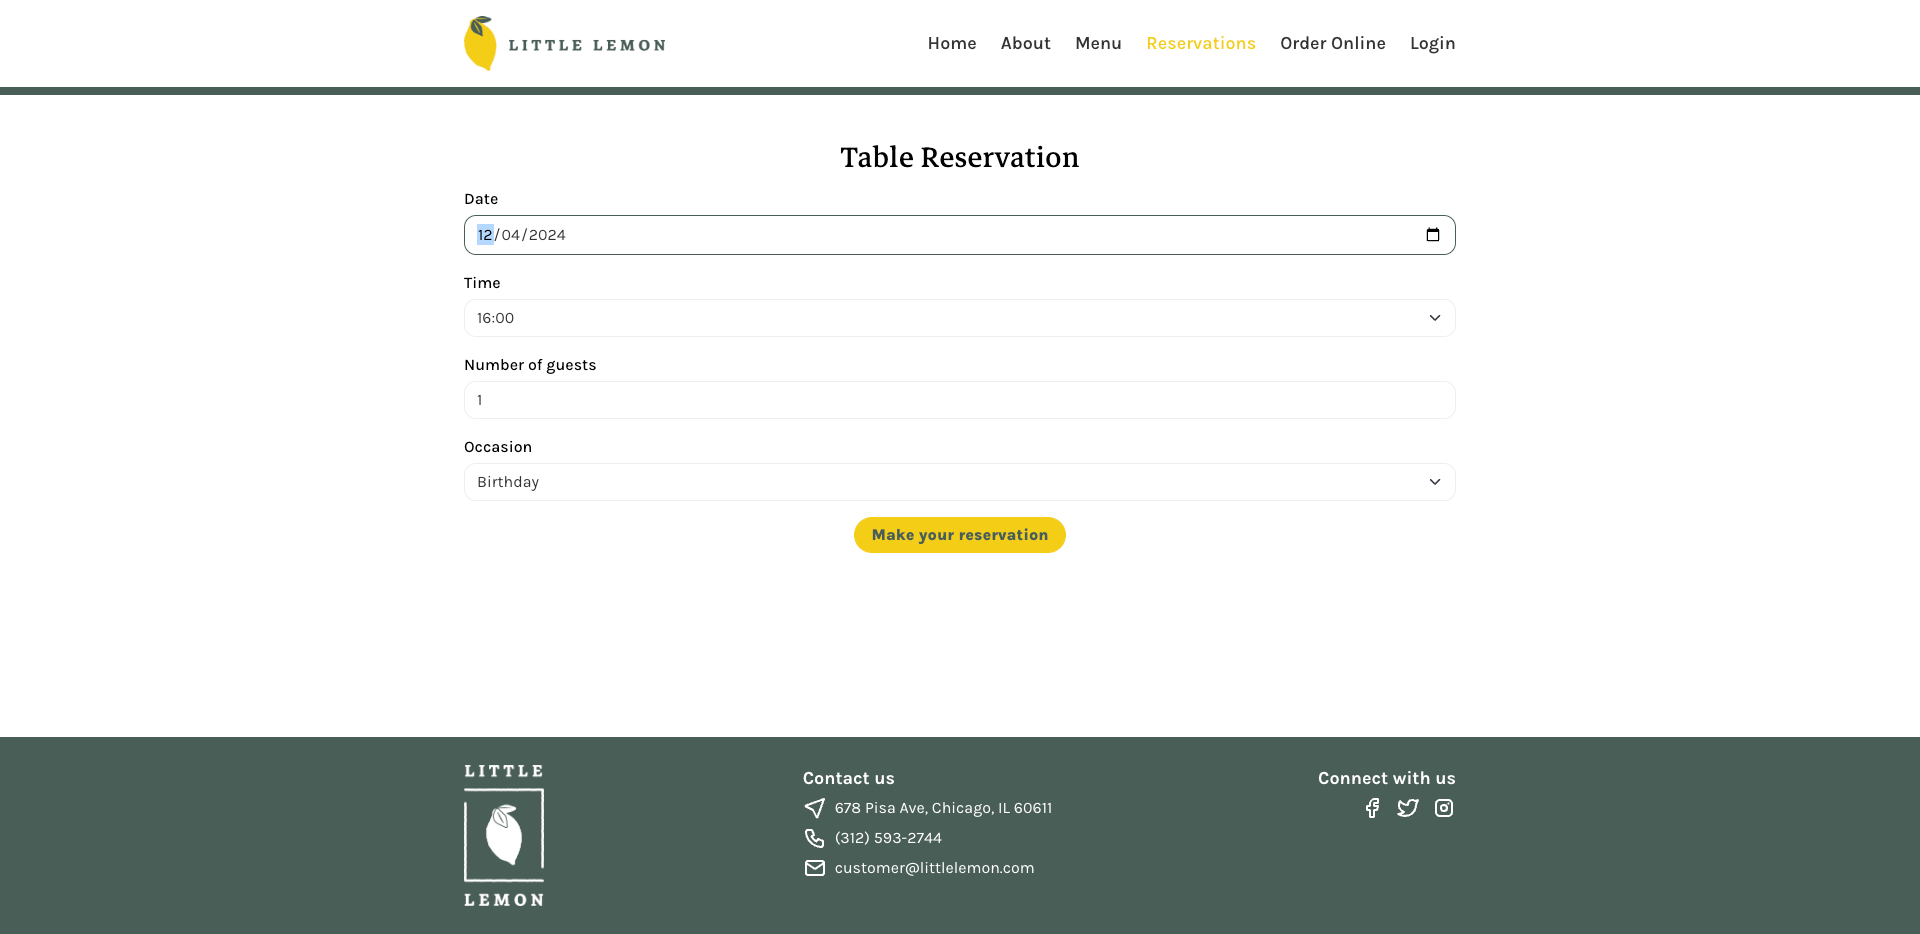 LITTLE LEMON
Home About Menu Reservations Order Online Login
Table Reservation
Date
12/04/2024
Time
16:00
Number of guests
1
Occasion
Birthday
Make your reservation
LITTLE
LEMON
Contact us
678 Pisa Ave, Chicago, IL 60611
(312) 593-2744
customer@littlelemon.com
Connect with us